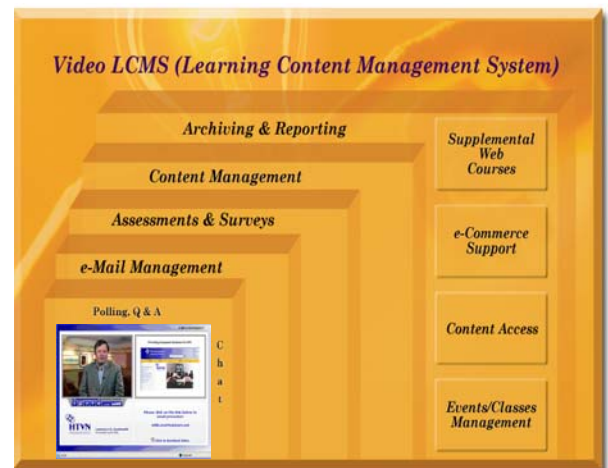 Video LCMS (Learning Content Management System)
Archiving & Reporting
Content Management
Assessments & Surveys
e-Mail Management
Polling, Q & A
C
h
a
t
HTVN
Supplemental
Web
Courses
e-Commerce
Support
Content Access
Events/Classes
Management